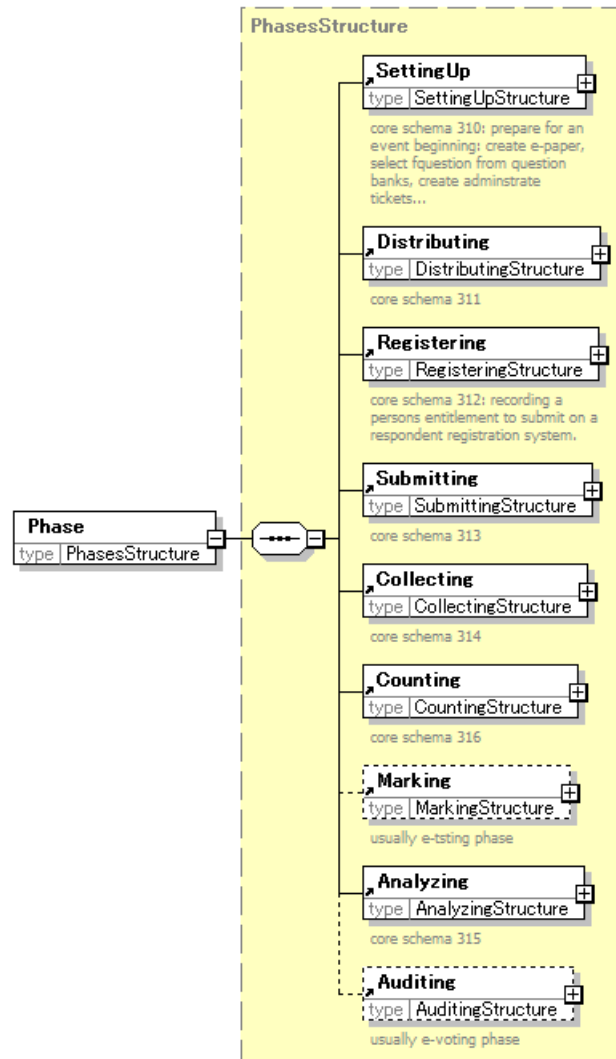 PhasesStructure
SettingUp
type SettingUpStructure
core schema 310: prepare for an
event beginning: create e-paper,
select fquestion from question
banks, create adminstrate
tickets...
Distributing
type DistributingStructure
core schema 311
Registering
type RegisteringStructure
core schema 312: recording a
persons entitlement to submit on a
respondent registration system.
Submitting
type SubmittingStructure
core schema 313
Phase
type PhasesStructure
Collecting
type CollectingStructure
core schema 314
Counting
type CountingStructure
core schema 316
Marking
type MarkingStructure
usually e-tsting phase
Analyzing
type AnalyzingStructure
core schema 315
Auditing
type AuditingStructure
usually e-voting phase